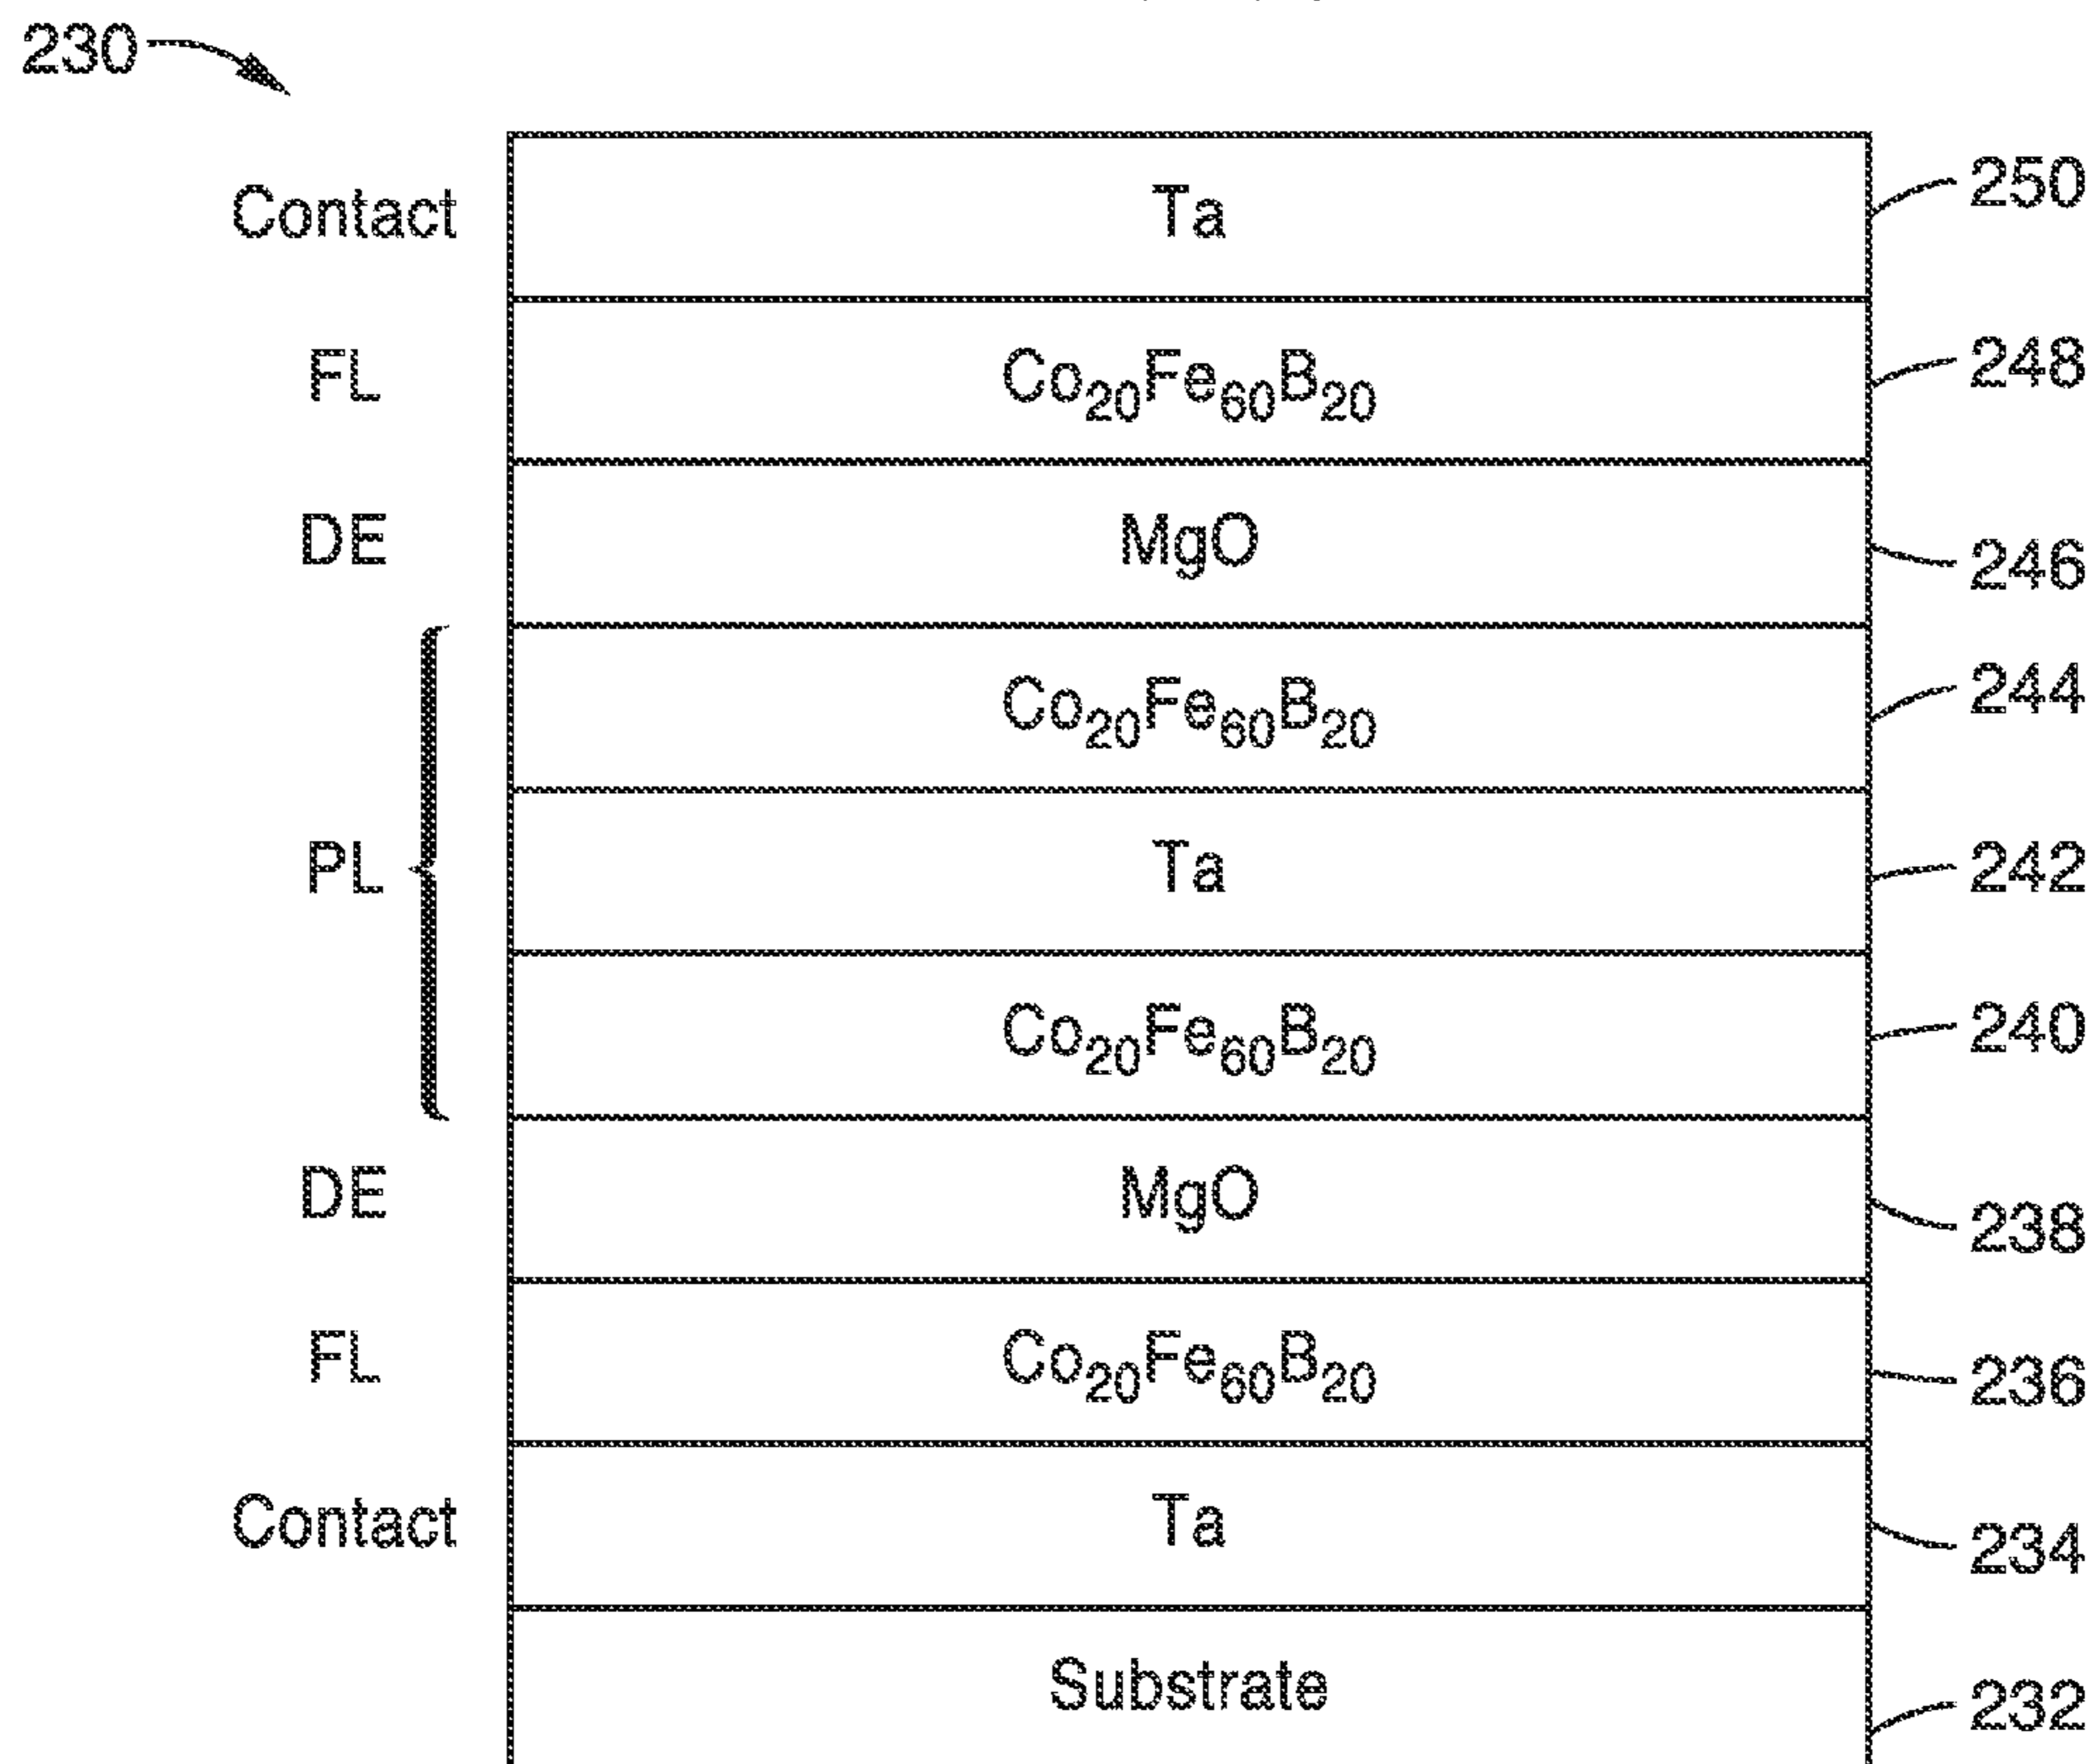 230
Contact Ta 250
FL Co20Fe60B20 248
DE MgO 246
Co20Fe60B20 244
PL Ta 242
Co20Fe60B20 240
DE MgO 238
FL Co20Fe60B20 236
Contact Ta 234
Substrate 232